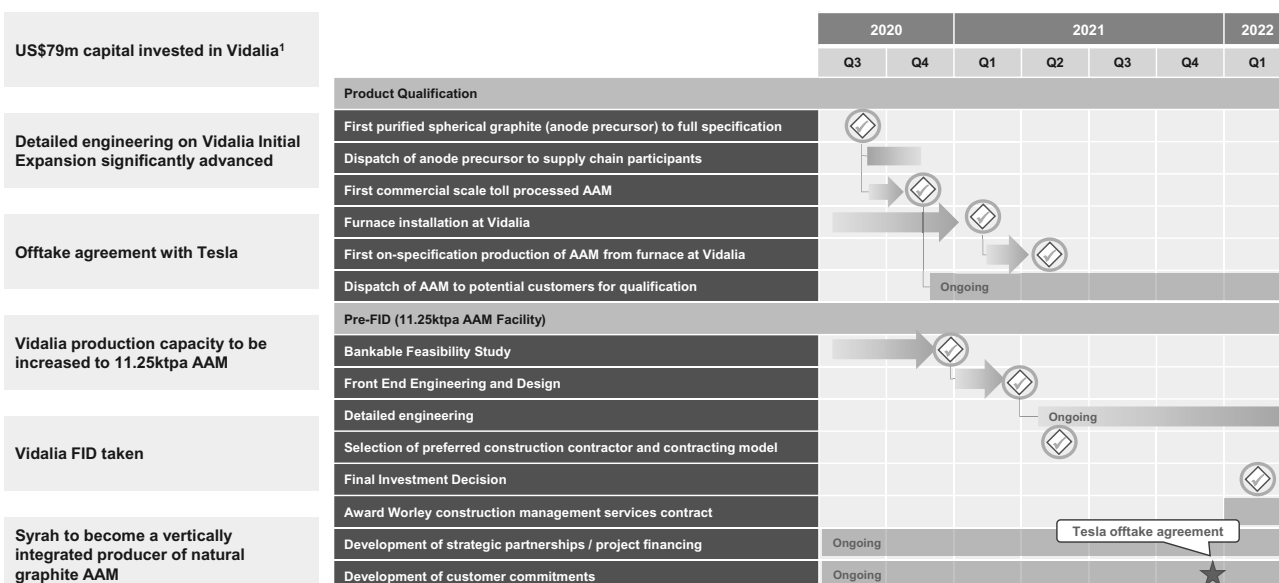 US$79m capital invested in Vidalia¹
Detailed engineering on Vidalia Initial
Expansion significantly advanced
Offtake agreement with Tesla
Vidalia production capacity to be
increased to 11.25ktpa AAM
Vidalia FID taken
Syrah to become a vertically
integrated producer of natural
graphite AAM
2020 2021 2022
Q3 Q4 Q1 Q2 Q3 Q4 Q1
Product Qualification
First purified spherical graphite (anode precursor) to full specification
Dispatch of anode precursor to supply chain participants
First commercial scale toll processed AAM
Furnace installation at Vidalia
First on-specification production of AAM from furnace at Vidalia
Dispatch of AAM to potential customers for qualification Ongoing
Pre-FID (11.25ktpa AAM Facility)
Bankable Feasibility Study
Front End Engineering and Design
Detailed engineering Ongoing
Selection of preferred construction contractor and contracting model
Final Investment Decision
Award Worley construction management services contract
Tesla offtake agreement
Development of strategic partnerships / project financing Ongoing
Development of customer commitments Ongoing